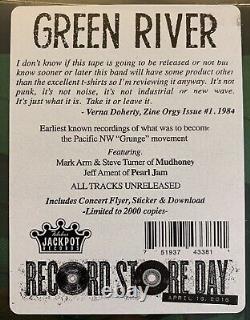 GREEN RIVER
I don't know if this tape is going to be released or not but I
know sooner or later this band will have some product other
than the excellent t-shirts so I'm reviewing it anyway. It's not
punk, it's not noise, it's not industrial or new wave.
It's just what it is. Take it or leave it.
- Verna Doherty, Zine Orgy Issue #1, 1984
Earliest known recordings of what was to become
the Pacific NW "Grunge" movement
Featuring.
Mark Arm & Steve Turner of Mudhoney
Jeff Ament of Pearl Jam
ALL TRACKS UNRELEASED
Includes Concert Flyer, Sticker & Download
-Limited to 2000 copies-
JACKPOT
RECORDS
7 51937 43381
RECORD STORE DAY
APRIL 16, 2016